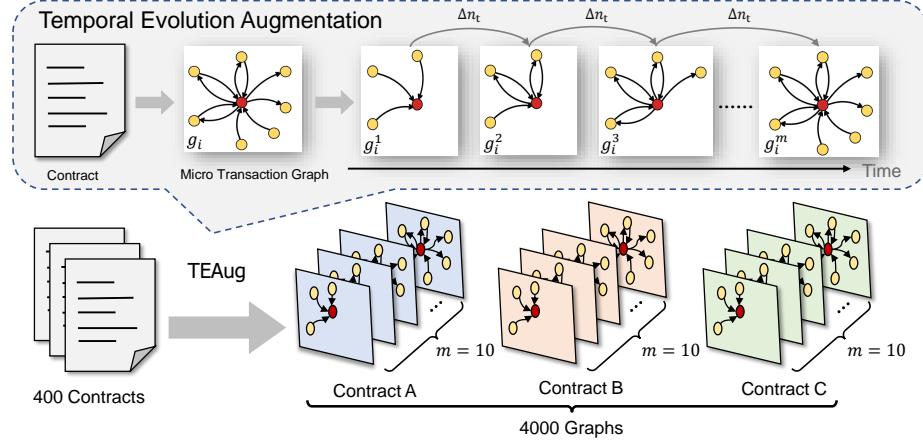 Temporal Evolution Augmentation
Δn_t
Δn_t
Δn_t
g_i
g_i^1
g_i^2
g_i^3
......
g_i^m
Contract
Micro Transaction Graph
Time
TEAug
400 Contracts
...
m = 10
...
m = 10
...
m = 10
Contract A
Contract B
Contract C
4000 Graphs